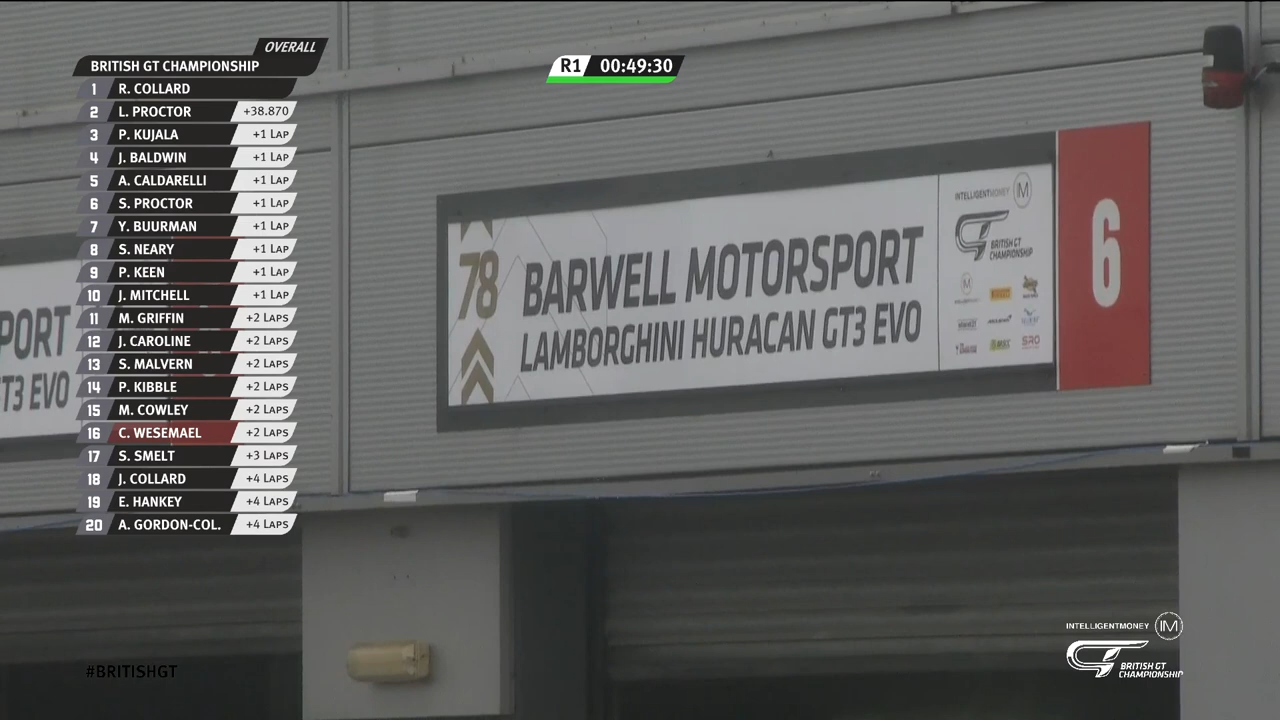 OVERALL
BRITISH GT CHAMPIONSHIP
1 R. COLLARD
2 L. PROCTOR +38.870
3 P. KUJALA +1 LAP
4 J. BALDWIN +1 LAP
5 A. CALDARELLI +1 LAP
6 S. PROCTOR +1 LAP
7 Y. BUURMAN +1 LAP
8 S. NEARY +1 LAP
9 P. KEEN +1 LAP
10 J. MITCHELL +1 LAP
11 M. GRIFFIN +2 LAPS
12 J. CAROLINE +2 LAPS
13 S. MALVERN +2 LAPS
14 P. KIBBLE +2 LAPS
15 M. COWLEY +2 LAPS
16 C. WESEMAEL +2 LAPS
17 S. SMELT +3 LAPS
18 J. COLLARD +4 LAPS
19 E. HANKEY +4 LAPS
20 A. GORDON-COL. +4 LAPS
R1 00:49:30
PORT
GT3 EVO
78
BARWELL MOTORSPORT
LAMBORGHINI HURACAN GT3 EVO
INTELLIGENTMONEY IM
BRITISH GT
CHAMPIONSHIP
SRO
6
#BRITISHGT
INTELLIGENTMONEY IM
BRITISH GT
CHAMPIONSHIP